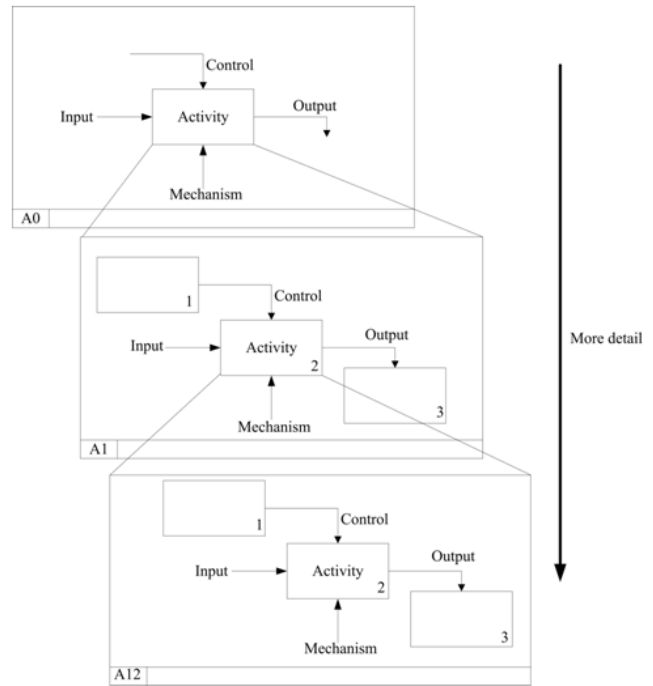 Control
Output
Input
Activity
Mechanism
A0
1
Control
Output
Input
Activity
2
More detail
3
Mechanism
A1
1
Control
Output
Input
Activity
2
3
Mechanism
A12